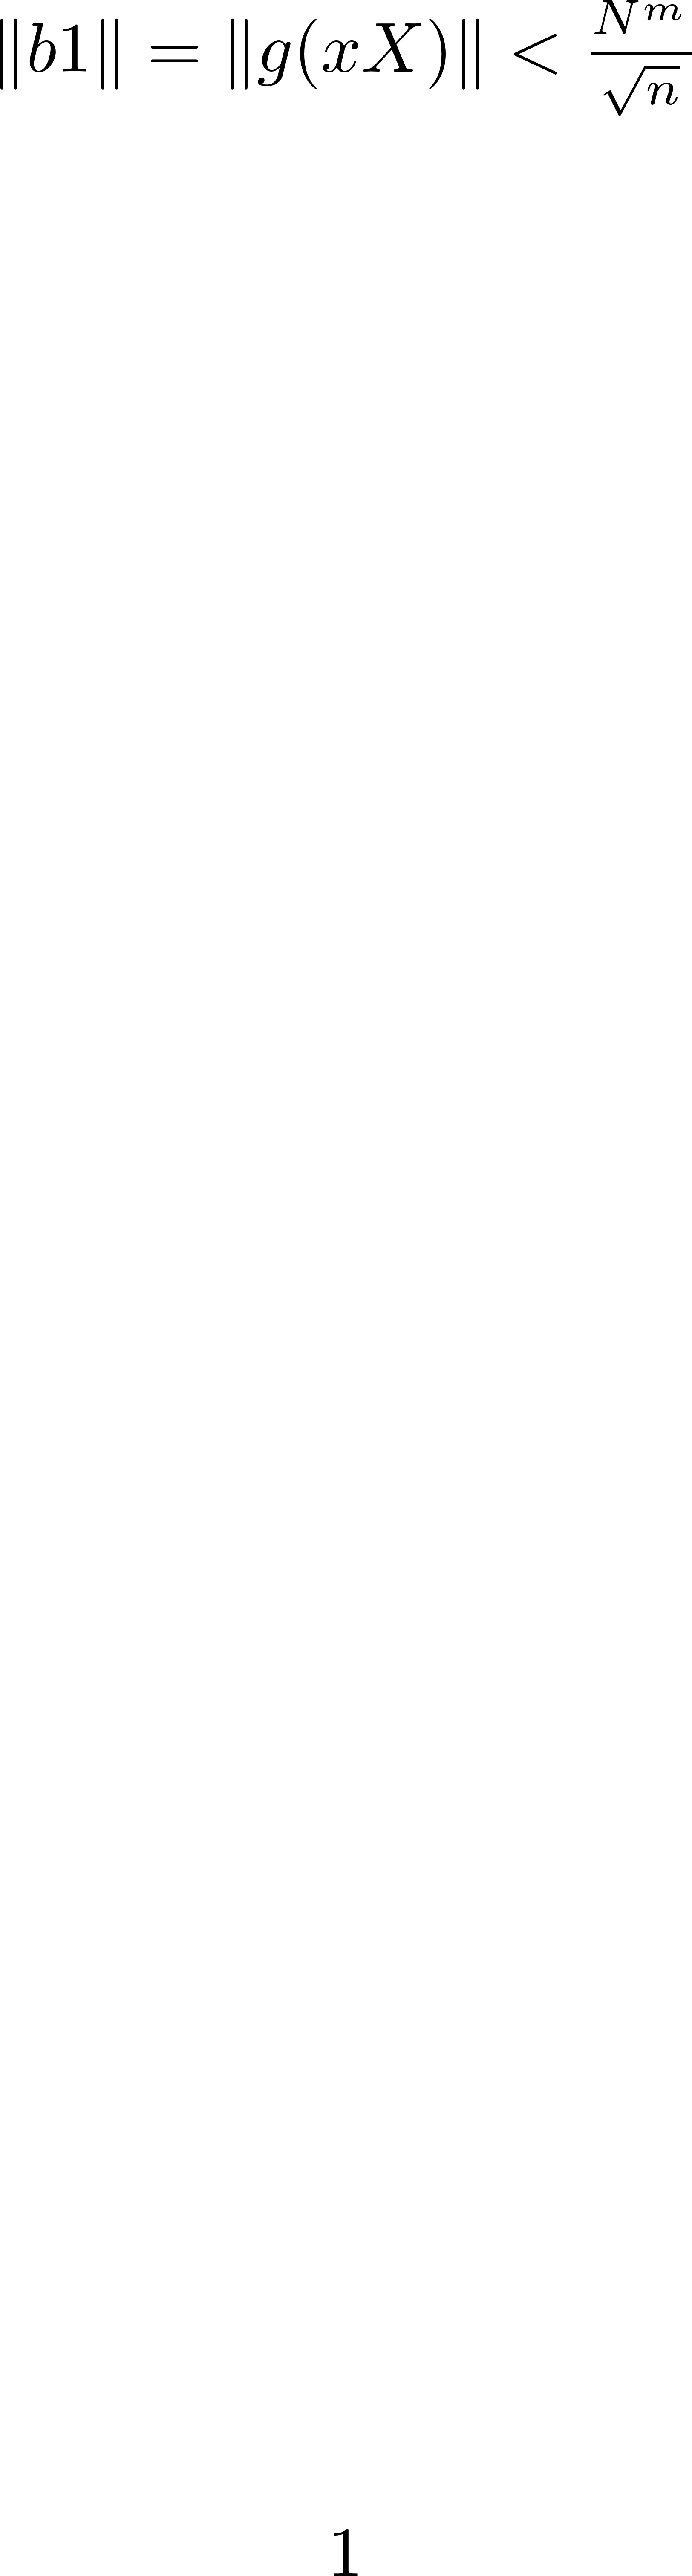 ‖b1‖ = ‖g(xX)‖ < N^m/√n
1